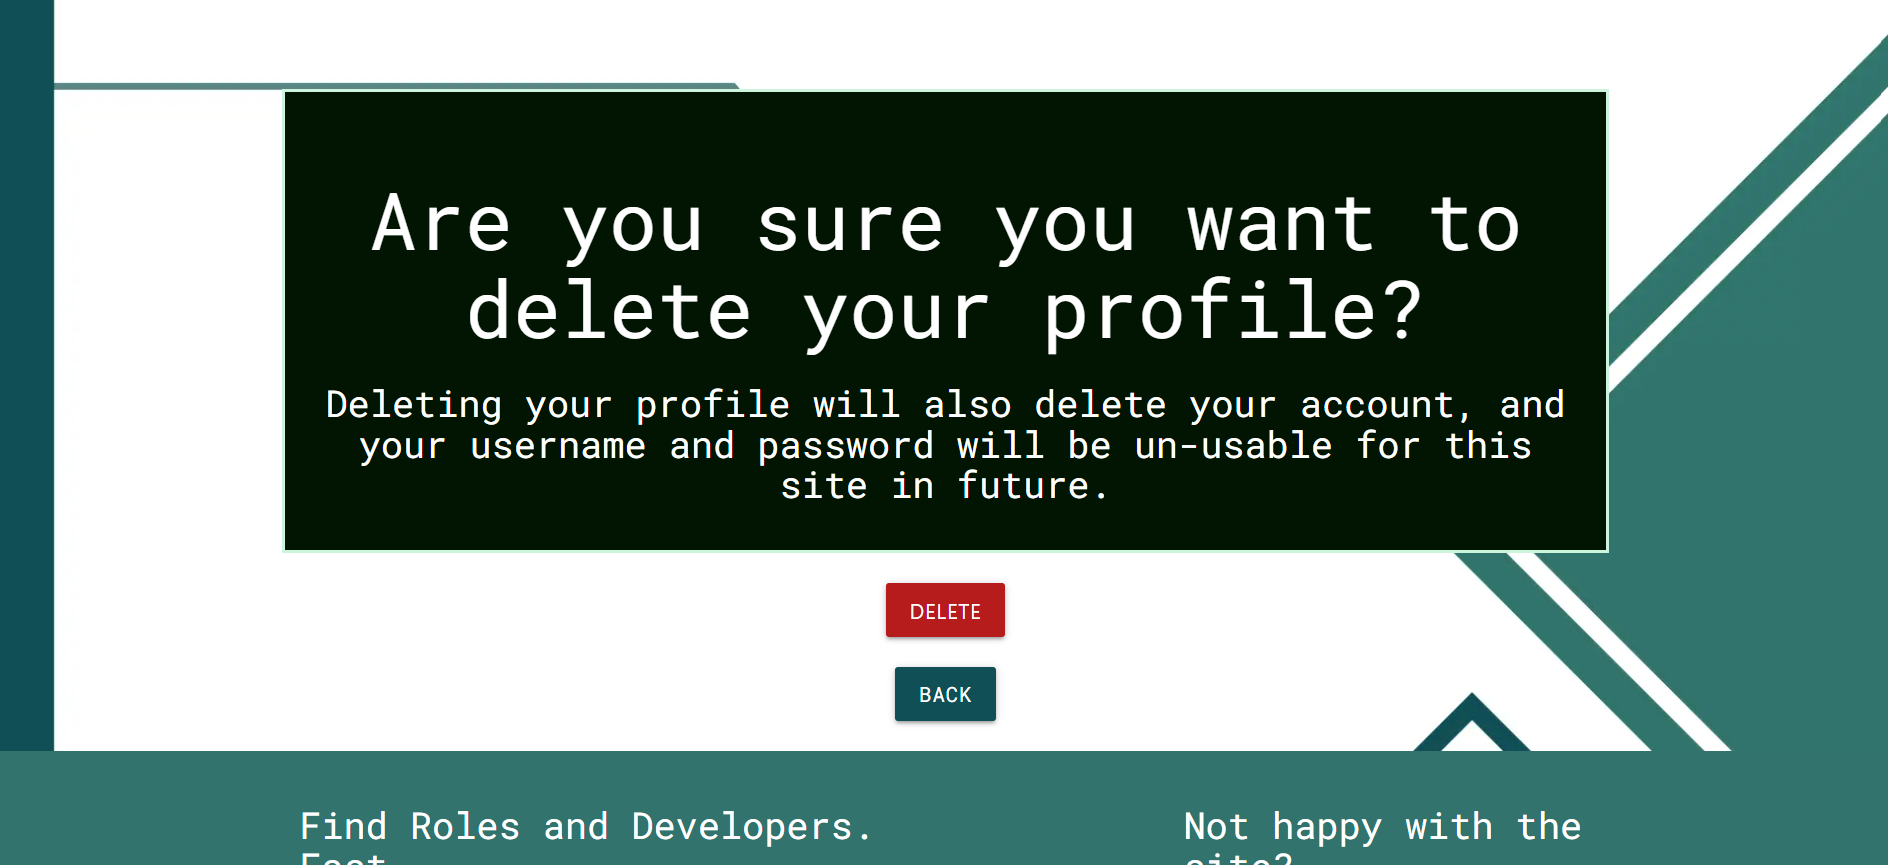 Are you sure you want to
delete your profile?
Deleting your profile will also delete your account, and
your username and password will be un-usable for this
site in future.
DELETE
BACK
Find Roles and Developers.
Not happy with the
site?